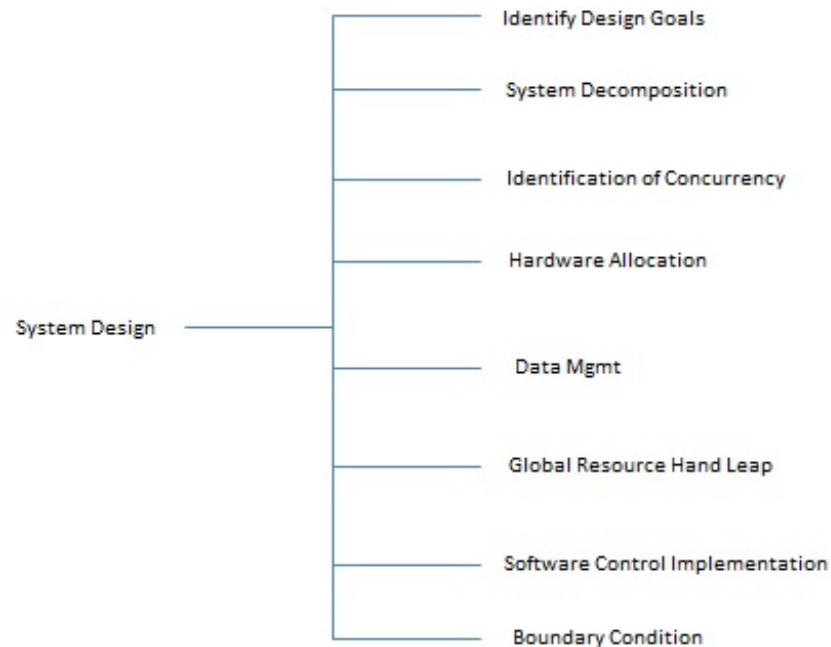 Identify Design Goals
System Decomposition
Identification of Concurrency
Hardware Allocation
System Design
Data Mgmt
Global Resource Hand Leap
Software Control Implementation
Boundary Condition